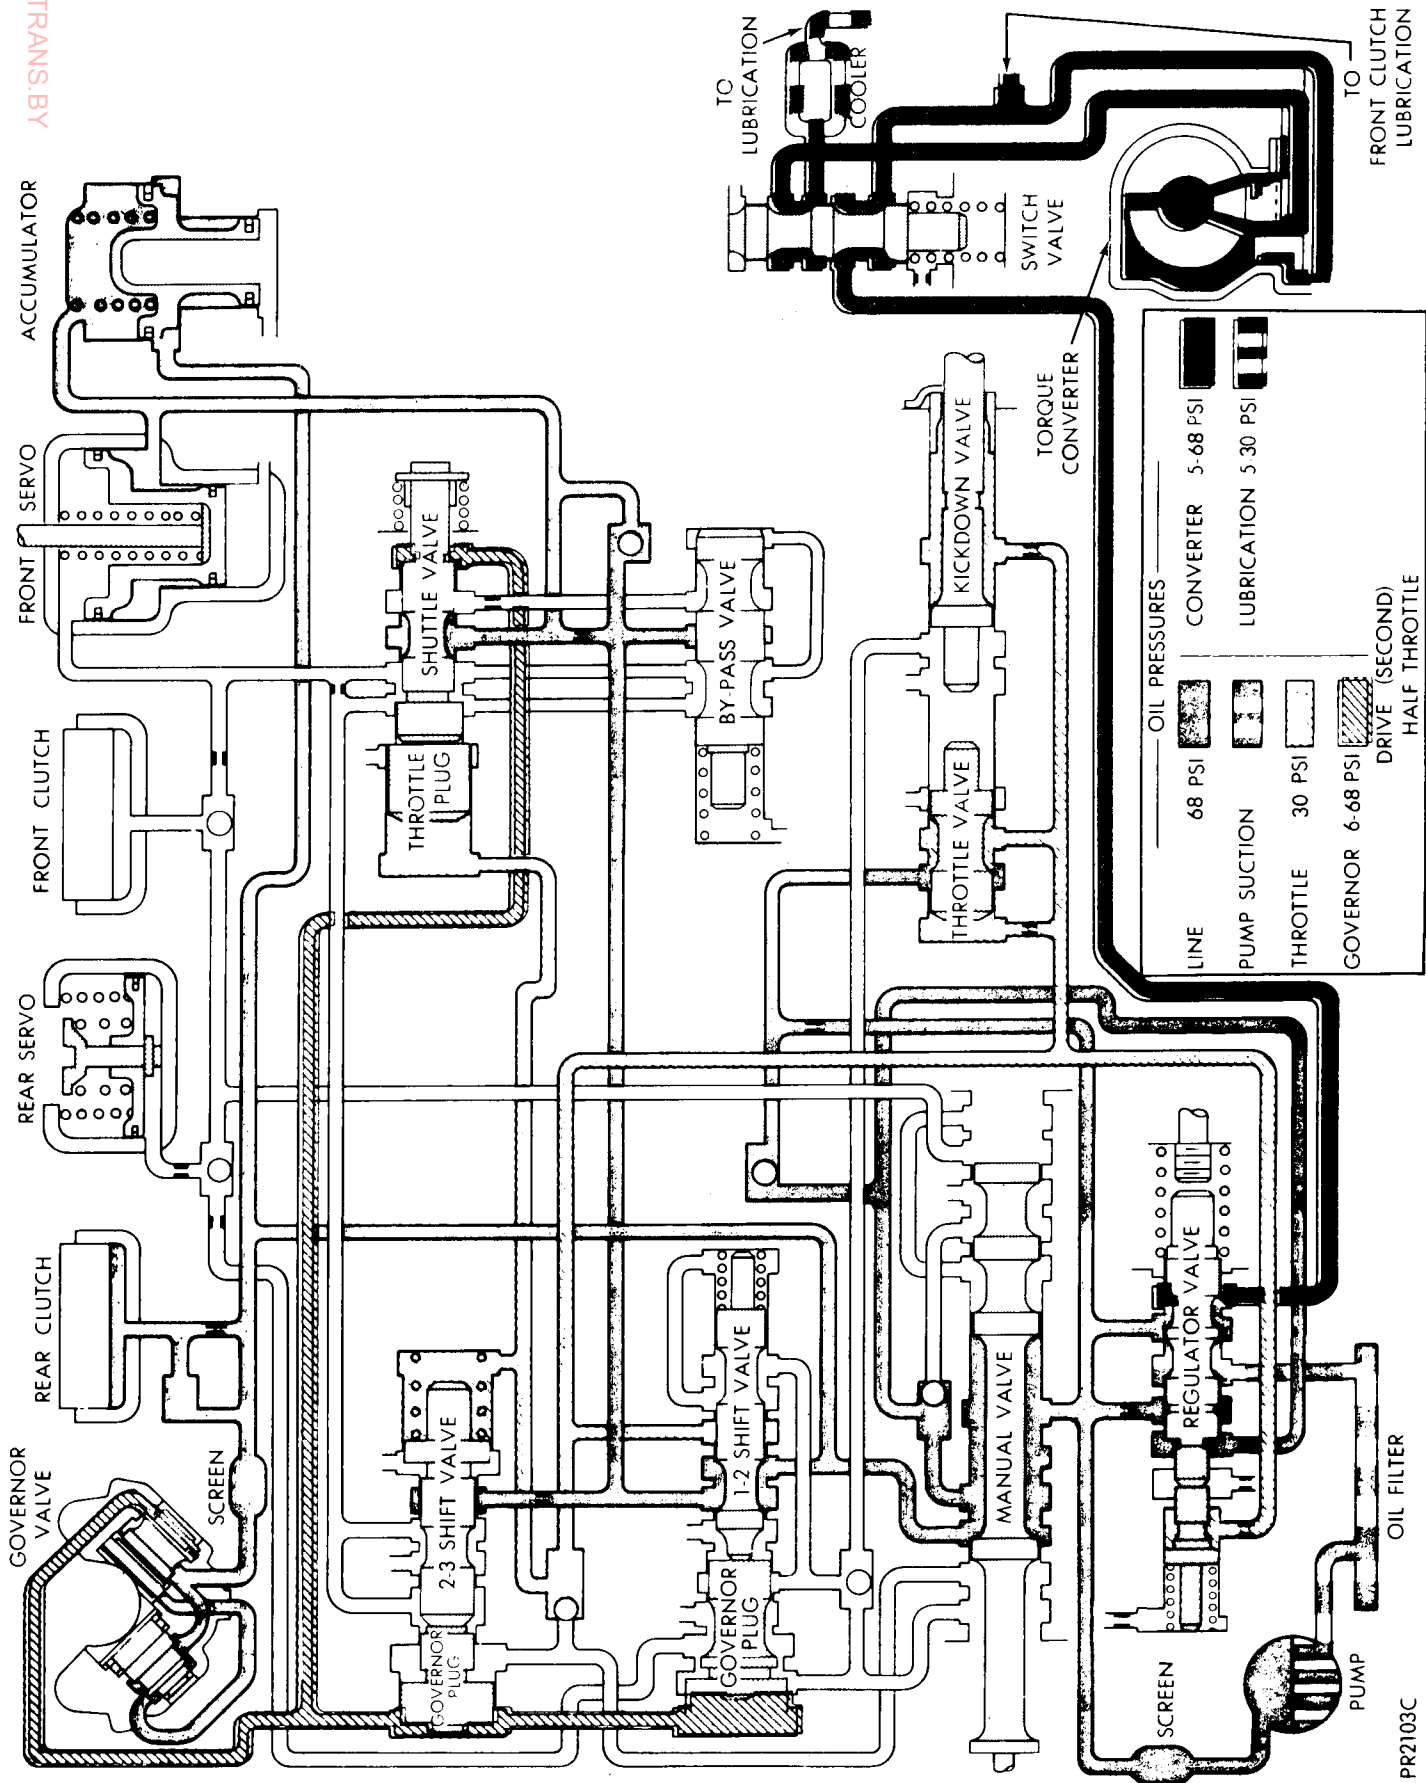 TRANS.BY
GOVERNOR
VALVE
REAR CLUTCH
REAR SERVO
FRONT CLUTCH
FRONT SERVO
ACCUMULATOR
SCREEN
GOVERNOR
PLUG
2-3 SHIFT VALVE
THROTTLE
PLUG
SHUTTLE VALVE
GOVERNOR
PLUG
1-2 SHIFT VALVE
BY-PASS VALVE
TO
LUBRICATION
COOLER
SWITCH
VALVE
MANUAL VALVE
THROTTLE VALVE
KICKDOWN VALVE
TORQUE
CONVERTER
TO
FRONT CLUTCH
LUBRICATION
SCREEN
REGULATOR VALVE
PUMP
OIL FILTER
OIL PRESSURES
LINE 68 PSI
CONVERTER 5-68 PSI
PUMP SUCTION
LUBRICATION 5-30 PSI
THROTTLE 30 PSI
GOVERNOR 6-68 PSI
DRIVE (SECOND)
HALF THROTTLE
PR2103C